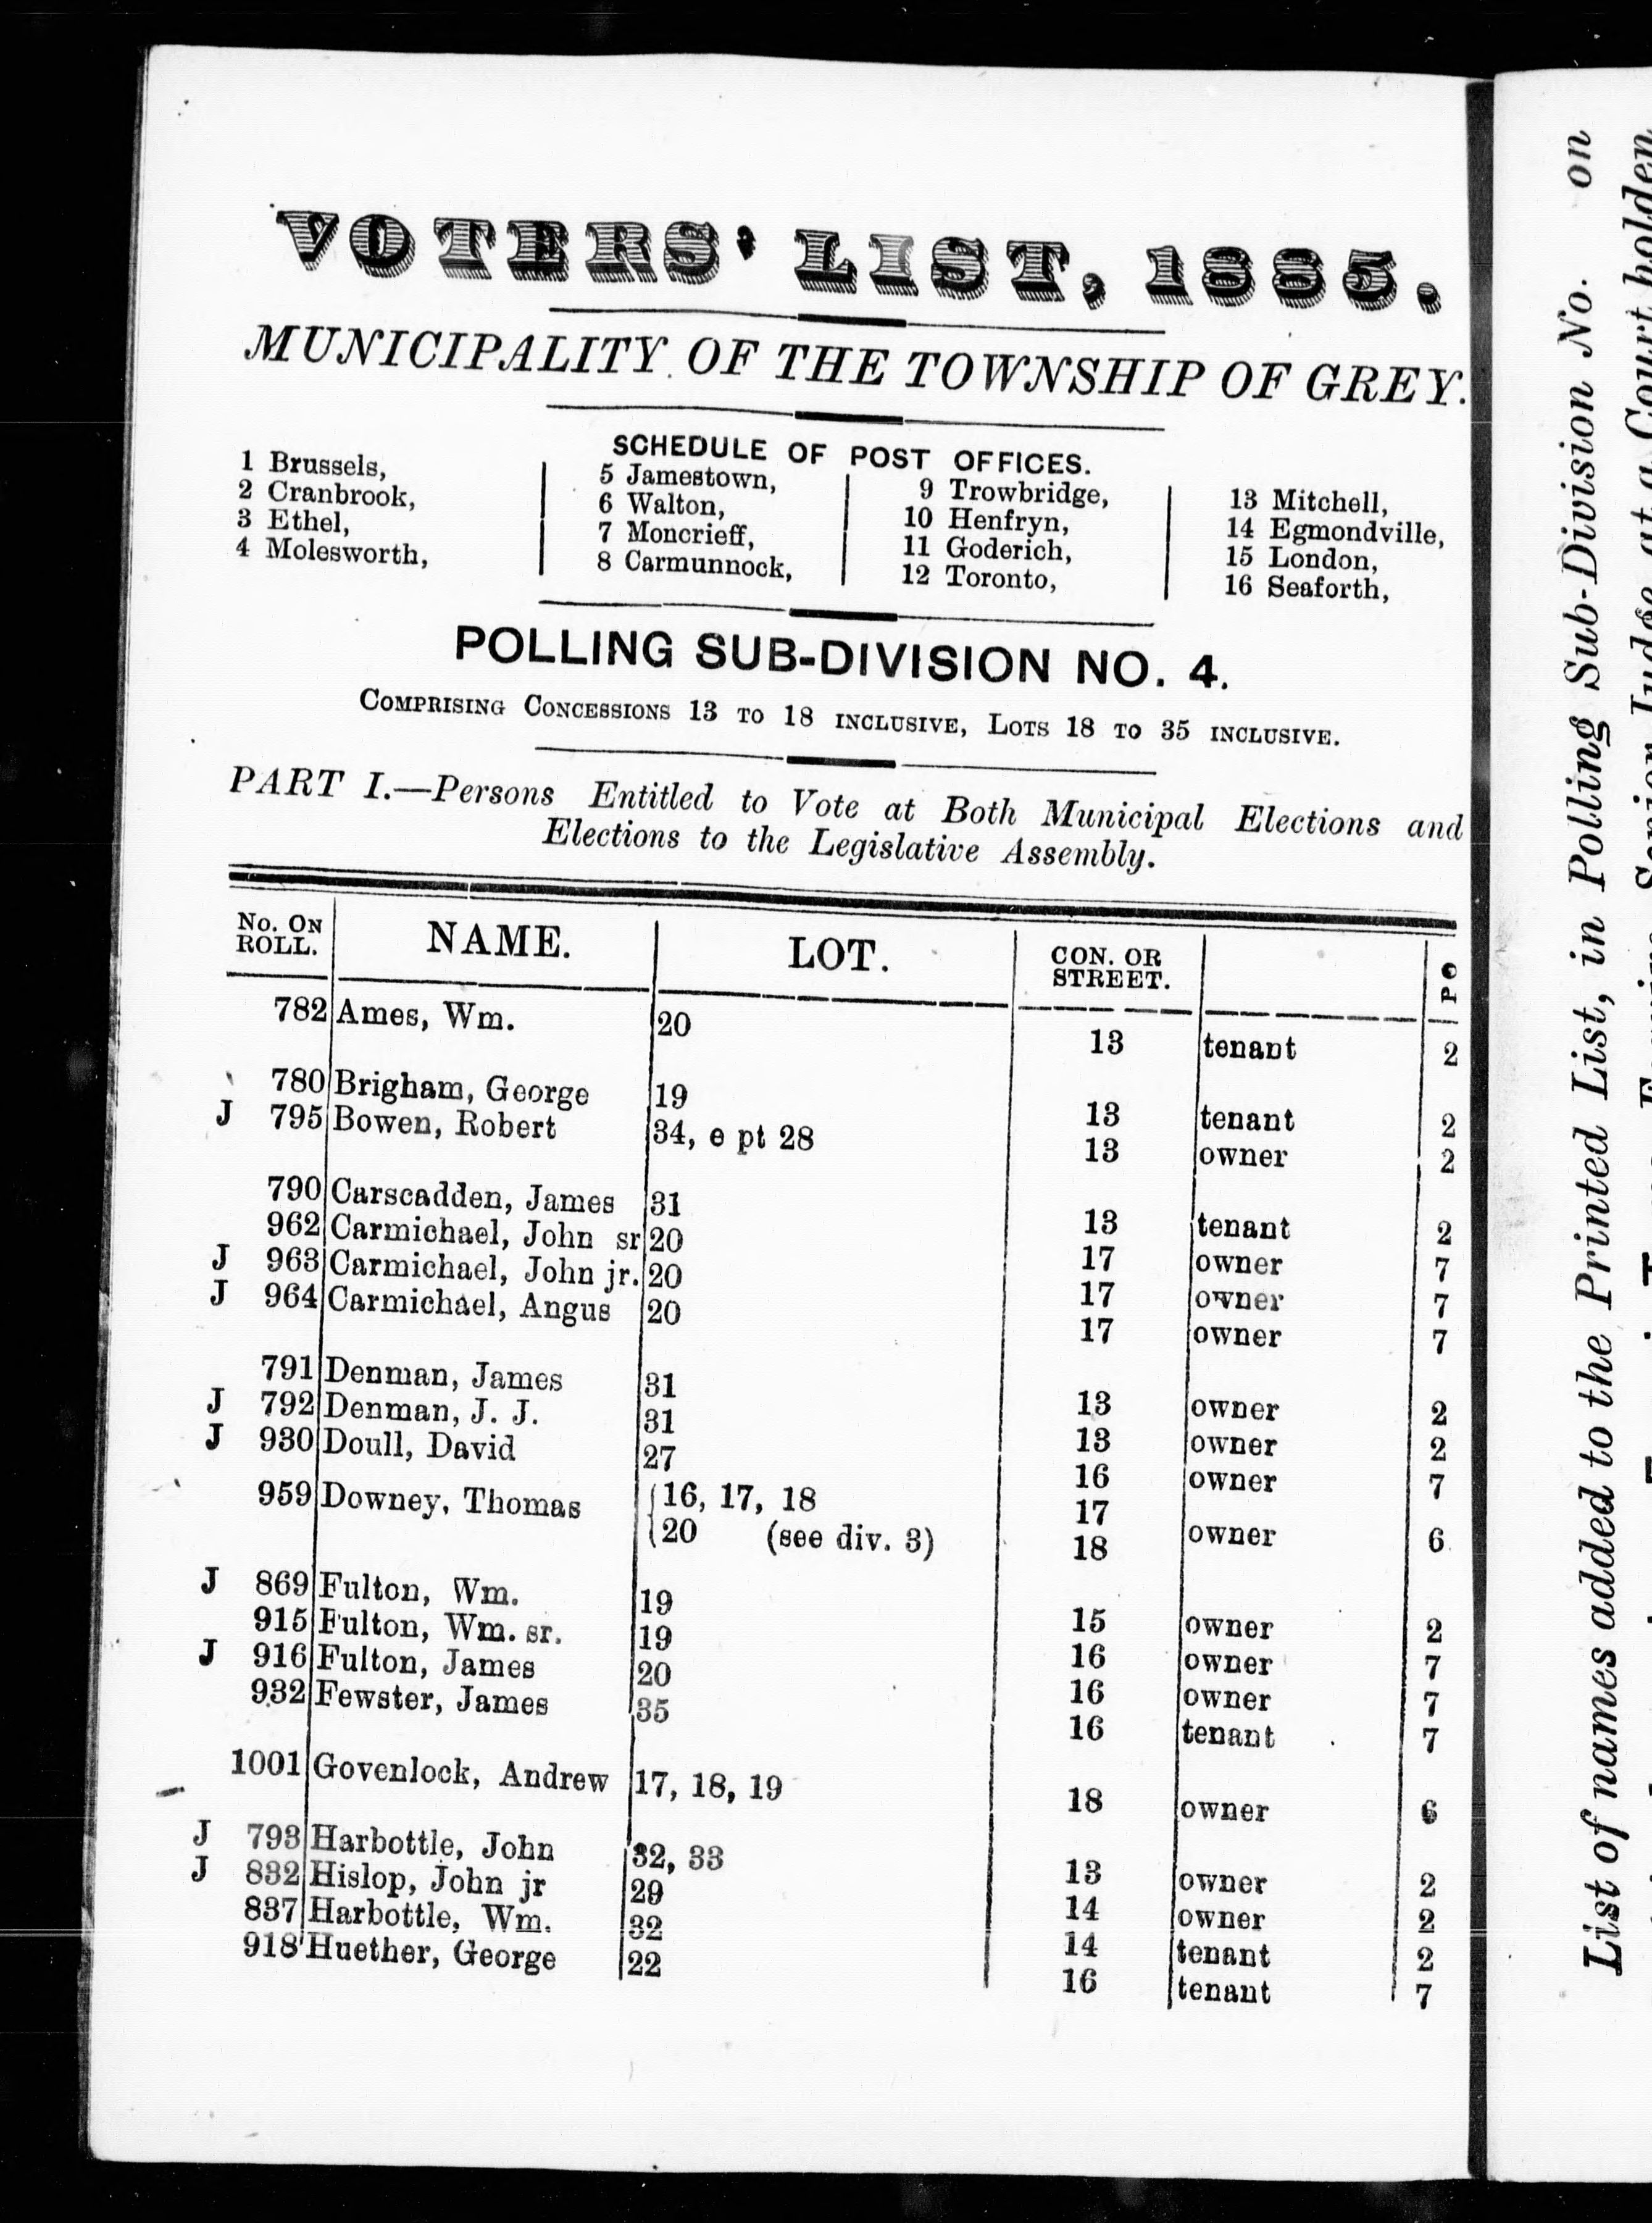 VOTERS' LIST, 1885.
MUNICIPALITY OF THE TOWNSHIP OF GREY.
SCHEDULE OF POST OFFICES.
1 Brussels,
2 Cranbrook,
3 Ethel,
4 Molesworth,
5 Jamestown,
6 Walton,
7 Moncrieff,
8 Carmunnock,
9 Trowbridge,
10 Henfryn,
11 Goderich,
12 Toronto,
13 Mitchell,
14 Egmondville,
15 London,
16 Seaforth,
POLLING SUB-DIVISION NO. 4.
COMPRISING CONCESSIONS 13 TO 18 INCLUSIVE, LOTS 18 TO 35 INCLUSIVE.
PART I.—Persons Entitled to Vote at Both Municipal Elections and
Elections to the Legislative Assembly.
No. ON ROLL. NAME. LOT. CON. OR STREET. P O
782 Ames, Wm. 20 13 tenant 2
780 Brigham, George 19 13 tenant 2
J 795 Bowen, Robert 34, e pt 28 13 owner 2
790 Carscadden, James 31 13 tenant 2
962 Carmichael, John sr 20 17 owner 7
J 963 Carmichael, John jr. 20 17 owner 7
J 964 Carmichael, Angus 20 17 owner 7
791 Denman, James 31 13 owner 2
J 792 Denman, J. J. 31 13 owner 2
J 930 Doull, David 27 16 owner 7
959 Downey, Thomas {16, 17, 18 17 owner 6
{20 (see div. 3) 18
J 869 Fulton, Wm. 19 15 owner 2
915 Fulton, Wm. sr. 19 16 owner 7
J 916 Fulton, James 20 16 owner 7
932 Fewster, James 35 16 tenant 7
1001 Govenlock, Andrew 17, 18, 19 18 owner 6
J 793 Harbottle, John 32, 33 13 owner 2
J 832 Hislop, John jr 29 14 owner 2
837 Harbottle, Wm. 32 14 tenant 2
918 Huether, George 22 16 tenant 7
List of names added to the Printed List, in Polling Sub-Division No. on
at a Court holden